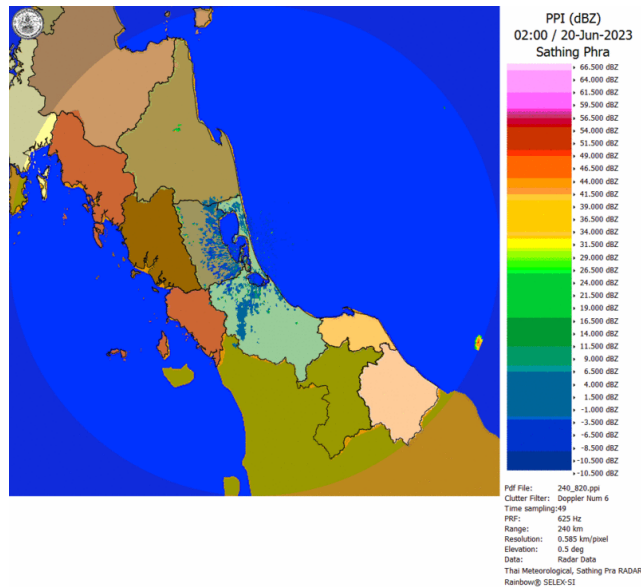 PPI (dBZ)
02:00 / 20-Jun-2023
Sathing Phra
66.500 dBZ
64.000 dBZ
61.500 dBZ
59.500 dBZ
56.500 dBZ
54.000 dBZ
51.500 dBZ
49.000 dBZ
46.500 dBZ
44.000 dBZ
41.500 dBZ
39.000 dBZ
36.500 dBZ
34.000 dBZ
31.500 dBZ
29.000 dBZ
26.500 dBZ
24.000 dBZ
21.500 dBZ
19.000 dBZ
16.500 dBZ
14.000 dBZ
11.500 dBZ
9.000 dBZ
6.500 dBZ
4.000 dBZ
1.500 dBZ
-1.000 dBZ
-3.500 dBZ
-6.500 dBZ
-8.500 dBZ
-10.500 dBZ
-10.500 dBZ
Pdf File: 240_820.ppi
Clutter Filter: Doppler Num 6
Time sampling:49
PRF: 625 Hz
Range: 240 km
Resolution: 0.585 km/pixel
Elevation: 0.5 deg
Data: Radar Data
Thai Meteorological, Sathing Pra RADAR
Rainbow® SELEX-SI